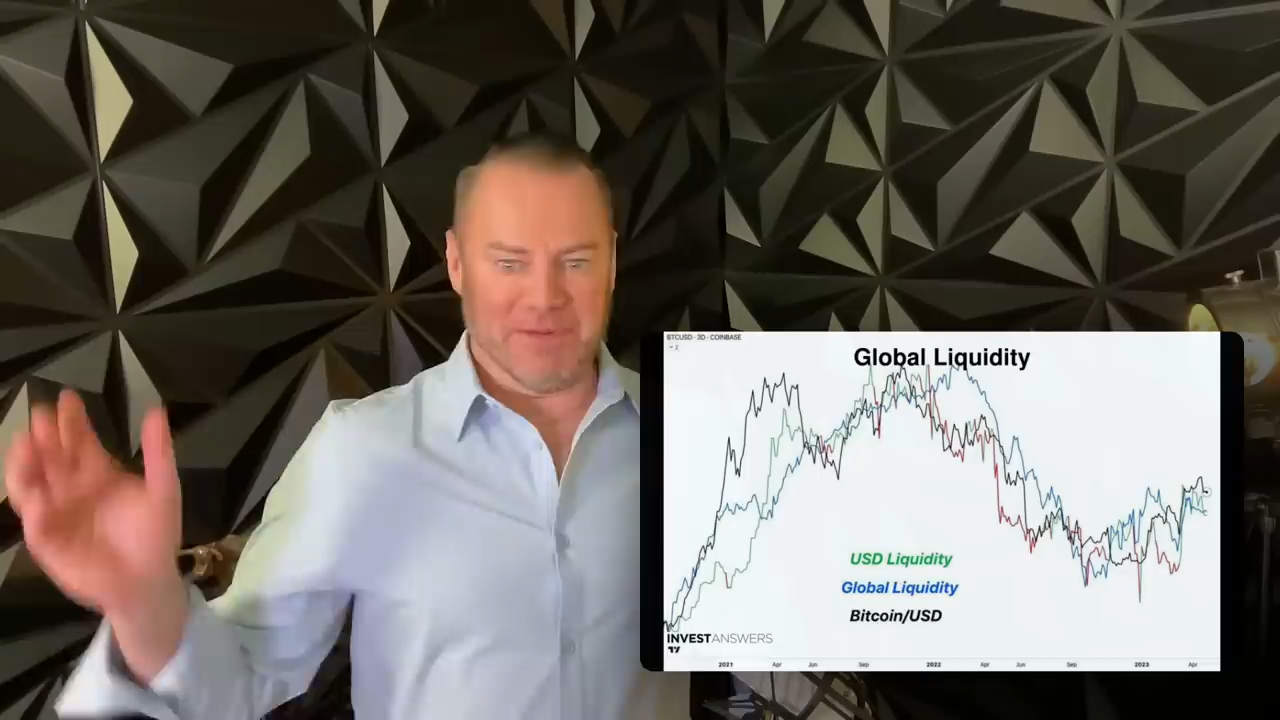 BTCUSD · 3D · COINBASE
2
Global Liquidity
USD Liquidity
Global Liquidity
Bitcoin/USD
INVESTANSWERS
2021 Apr Jun Sep 2022 Apr Jun Sep 2023 Apr